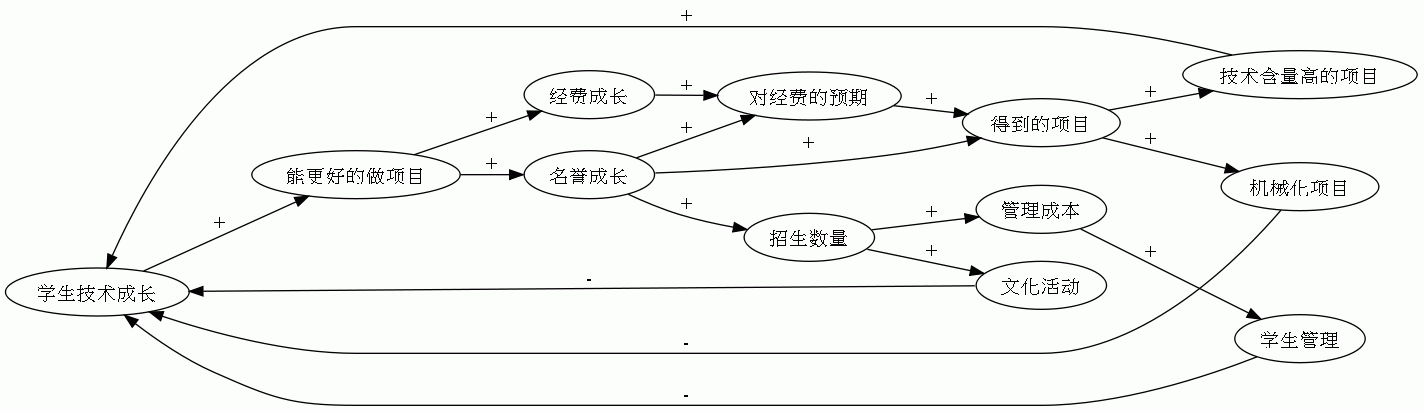 +
技术含量高的项目
经费成长
+
对经费的预期
+
+
得到的项目
+
+
+
能更好的做项目
+
名誉成长
+
机械化项目
+
+
招生数量
+
管理成本
+
+
学生技术成长
-
文化活动
-
学生管理
-